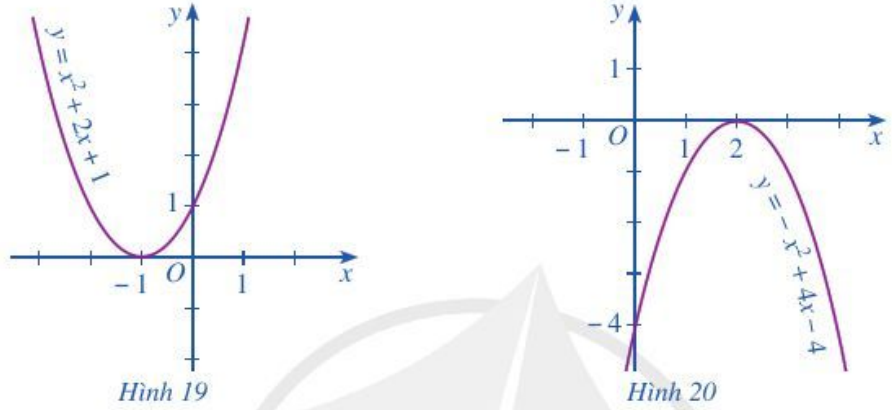 y
y = x² + 2x + 1
1
O
-1
1
x
Hình 19
y
1
O
-1
1
2
x
y = - x² + 4x - 4
-4
Hình 20